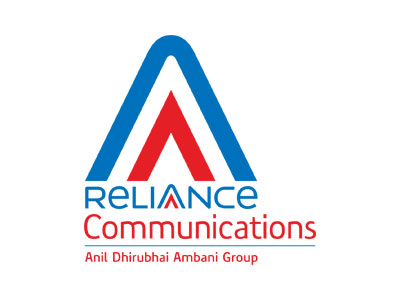 RELIANCE
Communications
Anil Dhirubhai Ambani Group